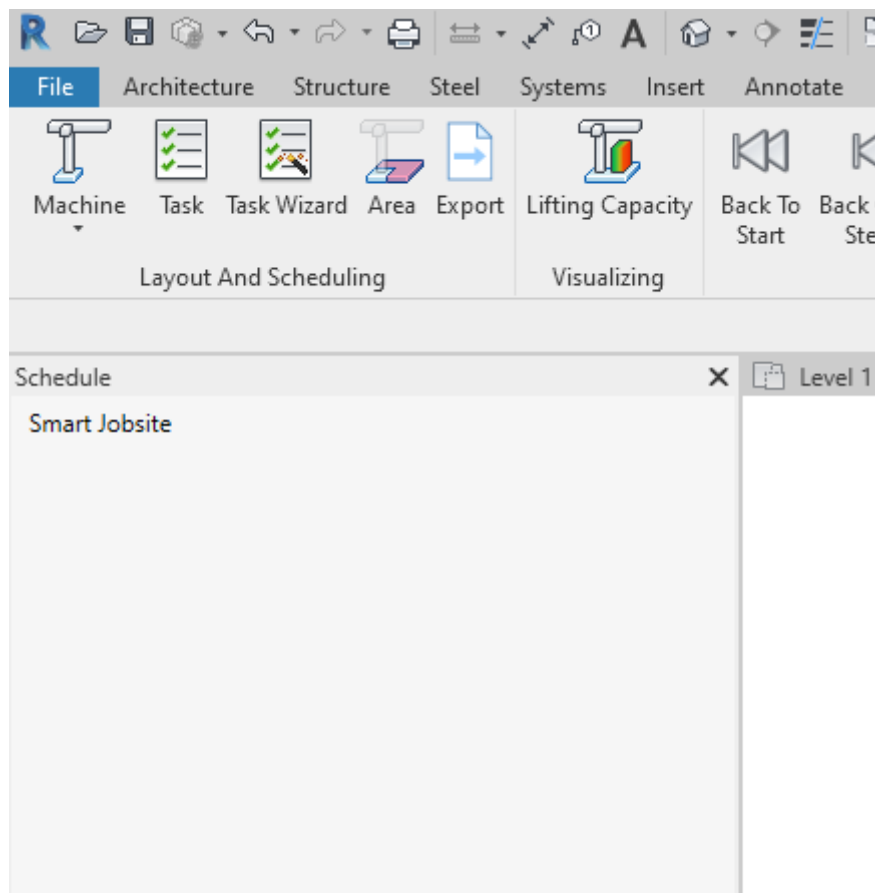 File Architecture Structure Steel Systems Insert Annotate
Machine Task Task Wizard Area Export Lifting Capacity Back To Start Back
Layout And Scheduling Visualizing
Schedule Level 1
Smart Jobsite